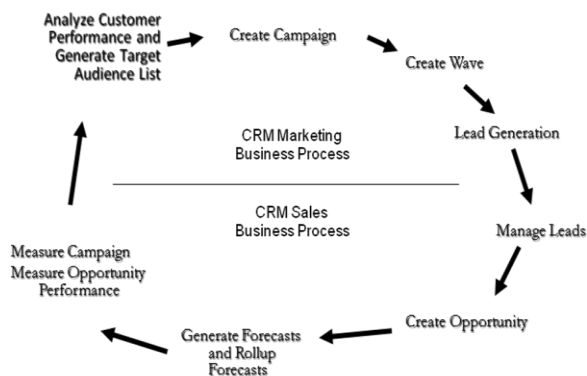 Analyze Customer
Performance and
Generate Target
Audience List
Create Campaign
Create Wave
Lead Generation
CRM Marketing
Business Process
CRM Sales
Business Process
Manage Leads
Measure Campaign
Measure Opportunity
Performance
Create Opportunity
Generate Forecasts
and Rollup
Forecasts